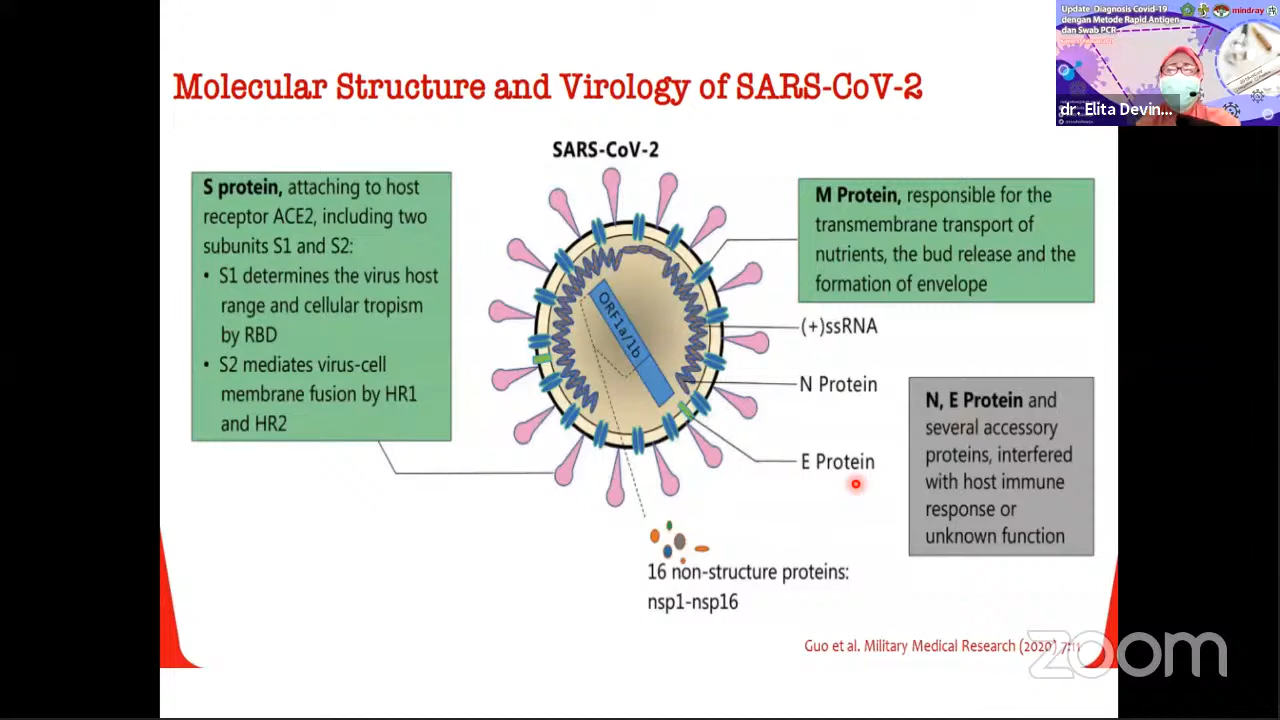 Molecular Structure and Virology of SARS-CoV-2
Update Diagnosis Covid-19
dengan Metode Rapid Antigen
dan Swab PCR
mindray
dr. Elita Devin...
SARS-CoV-2
S protein, attaching to host
receptor ACE2, including two
subunits S1 and S2:
• S1 determines the virus host
range and cellular tropism
by RBD
• S2 mediates virus-cell
membrane fusion by HR1
and HR2
ORF1a/1b
M Protein, responsible for the
transmembrane transport of
nutrients, the bud release and the
formation of envelope
(+)ssRNA
N Protein
E Protein
N, E Protein and
several accessory
proteins, interfered
with host immune
response or
unknown function
16 non-structure proteins:
nsp1-nsp16
Guo et al. Military Medical Research (2020) 7:11
zoom